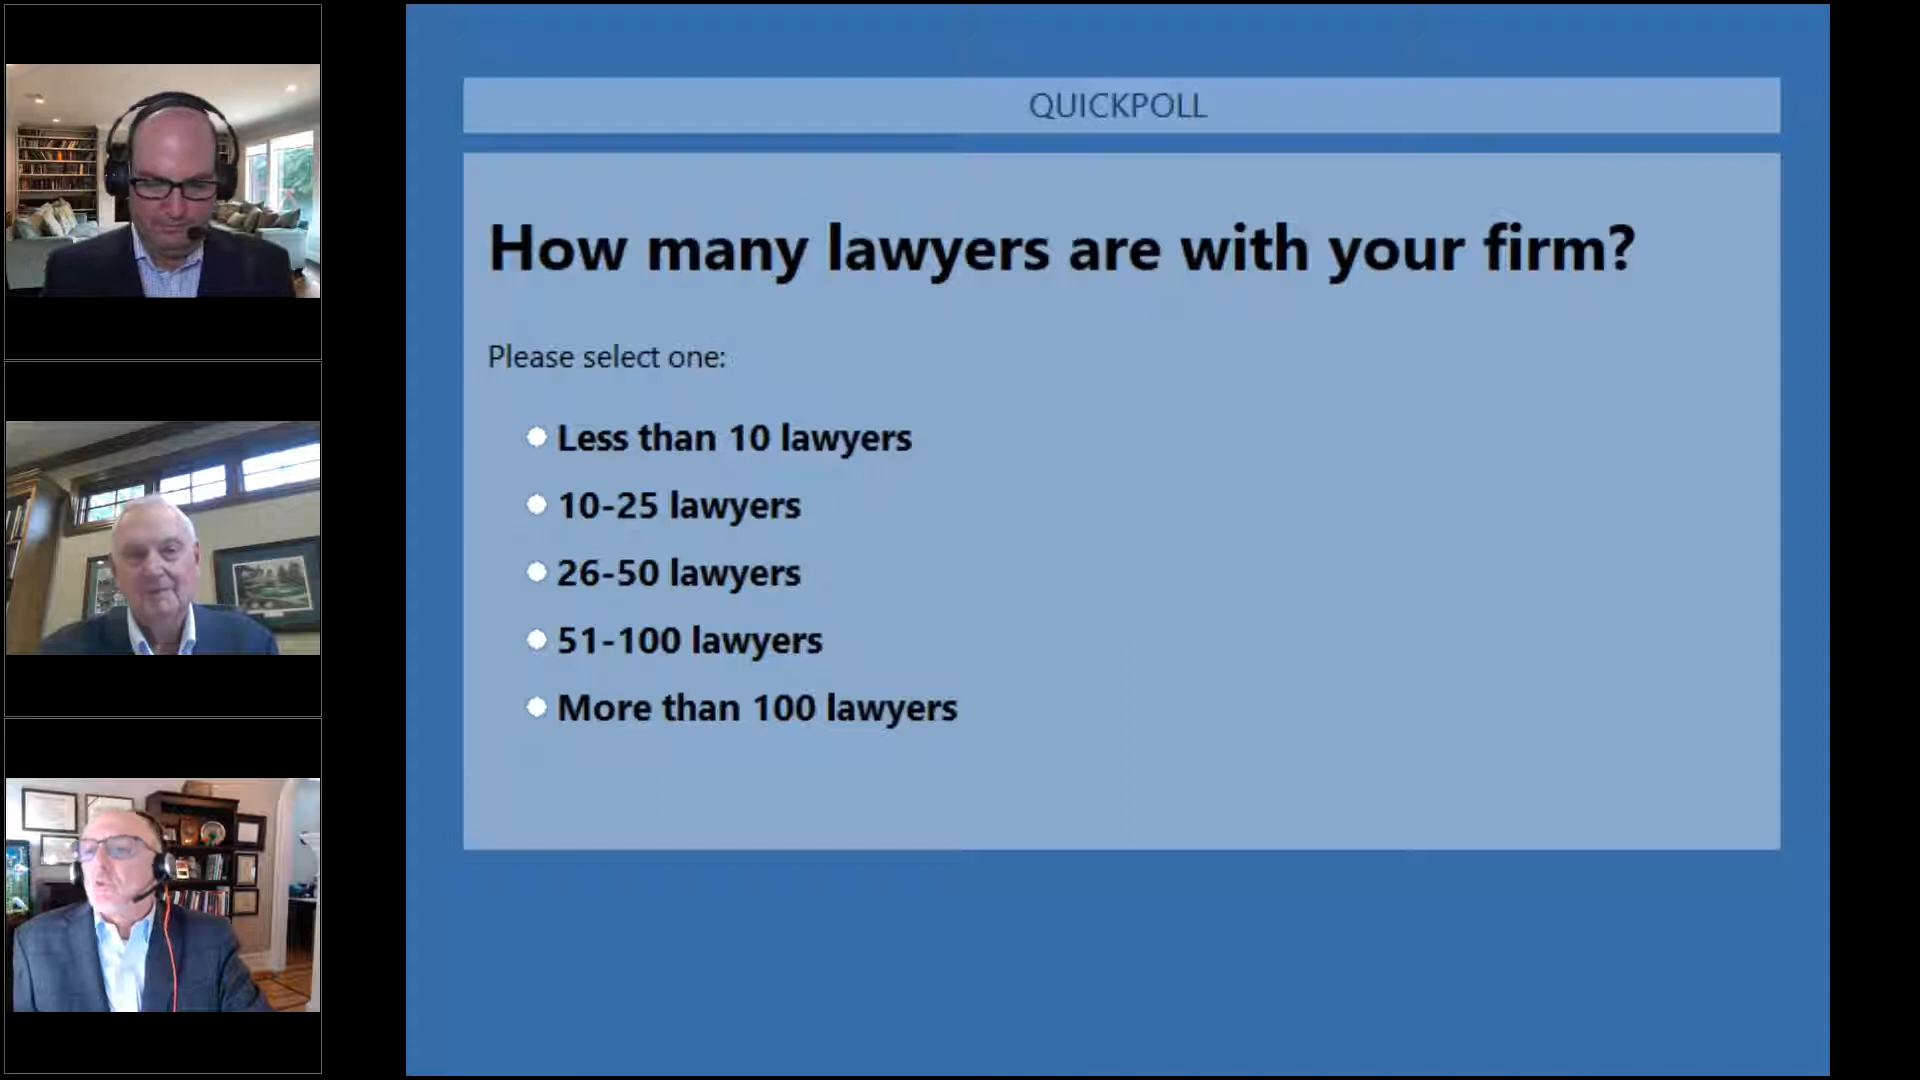 QUICKPOLL
How many lawyers are with your firm?
Please select one:
Less than 10 lawyers
10-25 lawyers
26-50 lawyers
51-100 lawyers
More than 100 lawyers